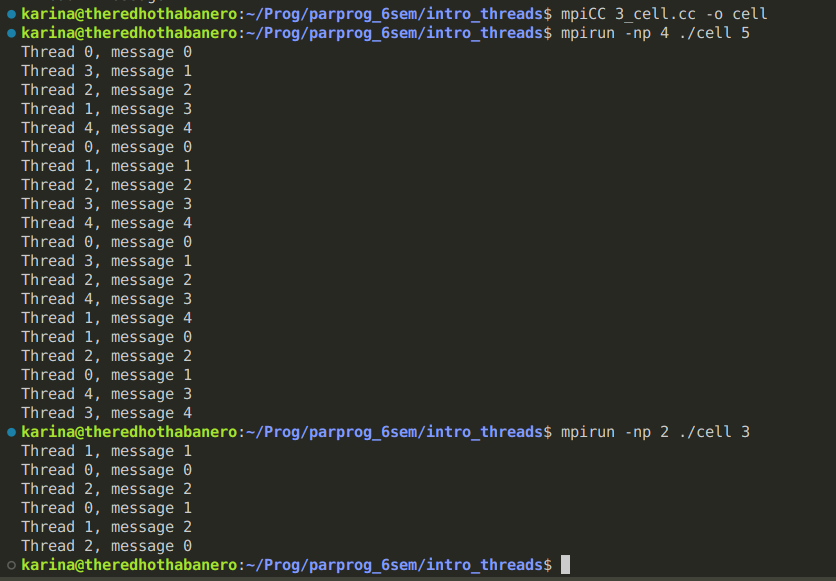 karina@theredhothabanero:~/Prog/parprog_6sem/intro_threads$ mpiCC 3_cell.cc -o cell
karina@theredhothabanero:~/Prog/parprog_6sem/intro_threads$ mpirun -np 4 ./cell 5
Thread 0, message 0
Thread 3, message 1
Thread 2, message 2
Thread 1, message 3
Thread 4, message 4
Thread 0, message 0
Thread 1, message 1
Thread 2, message 2
Thread 3, message 3
Thread 4, message 4
Thread 0, message 0
Thread 3, message 1
Thread 2, message 2
Thread 4, message 3
Thread 1, message 4
Thread 1, message 0
Thread 2, message 2
Thread 0, message 1
Thread 4, message 3
Thread 3, message 4
karina@theredhothabanero:~/Prog/parprog_6sem/intro_threads$ mpirun -np 2 ./cell 3
Thread 1, message 1
Thread 0, message 0
Thread 2, message 2
Thread 0, message 1
Thread 1, message 2
Thread 2, message 0
karina@theredhothabanero:~/Prog/parprog_6sem/intro_threads$